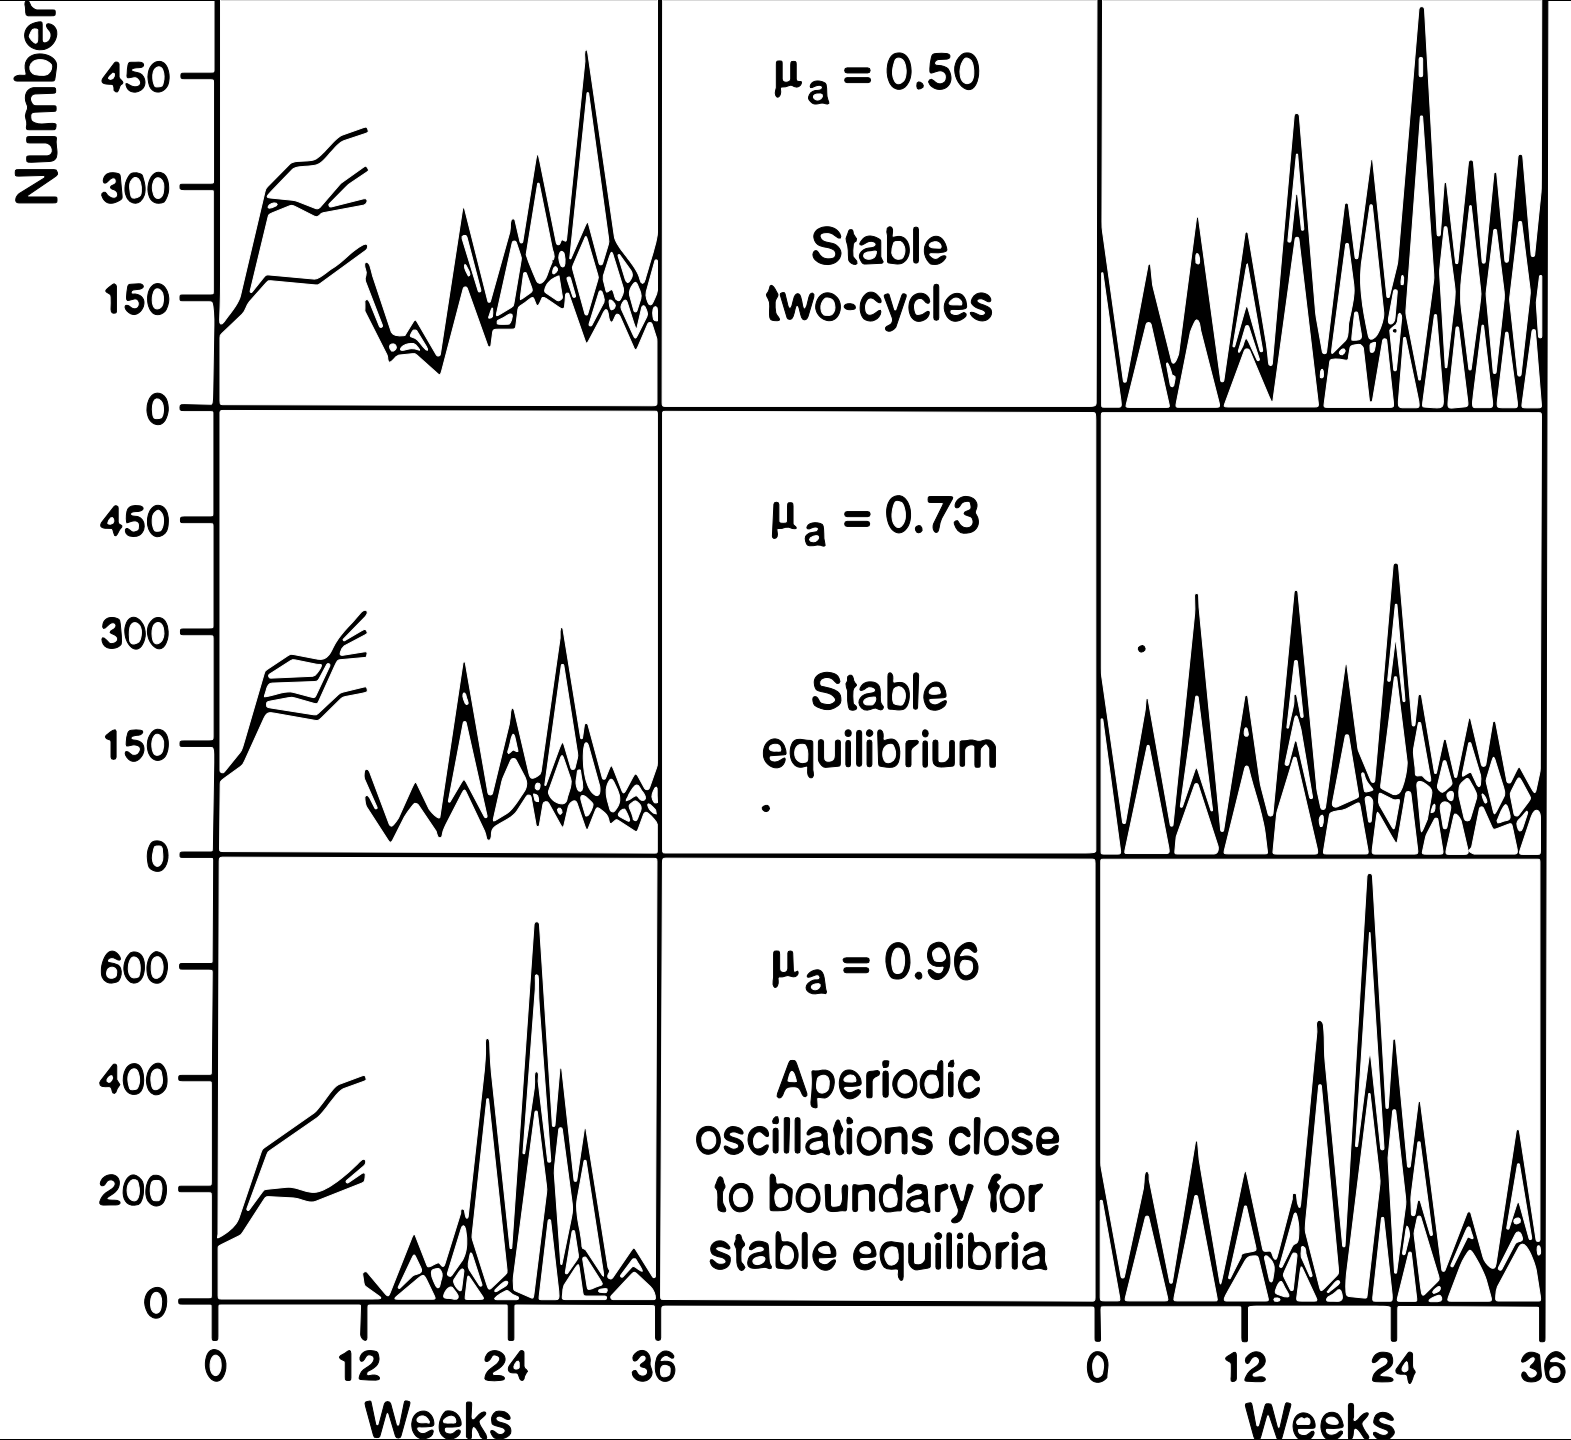 Number
450
300
150
0
μa = 0.50
Stable
two-cycles
450
300
150
0
μa = 0.73
Stable
equilibrium
600
400
200
0
μa = 0.96
Aperiodic
oscillations close
to boundary for
stable equilibria
0 12 24 36
Weeks
0 12 24 36
Weeks